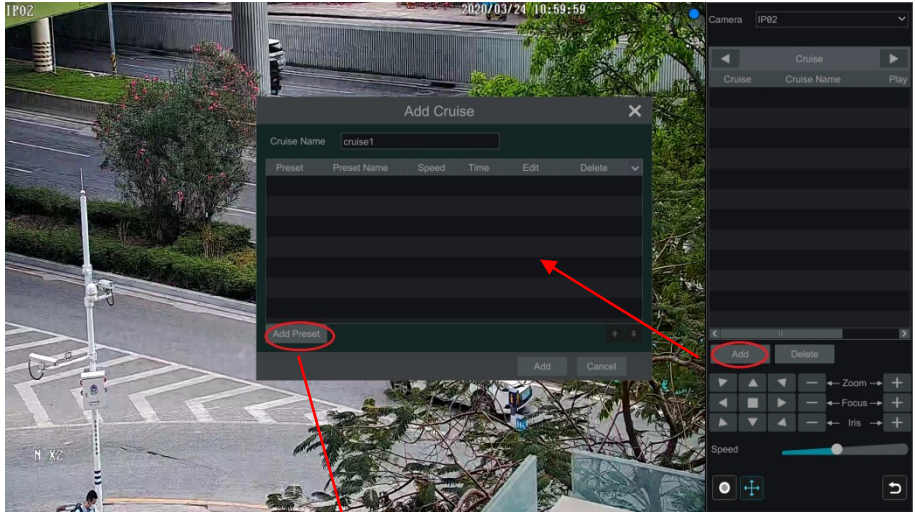 IP02
2020/03/24 10:59:59
Camera IP02
Cruise
Cruise Cruise Name Play
Add Cruise
Cruise Name cruise1
Preset Preset Name Speed Time Edit Delete
Add Preset
Add Cancel
Add Delete
Zoom
Focus
Iris
Speed
N X2